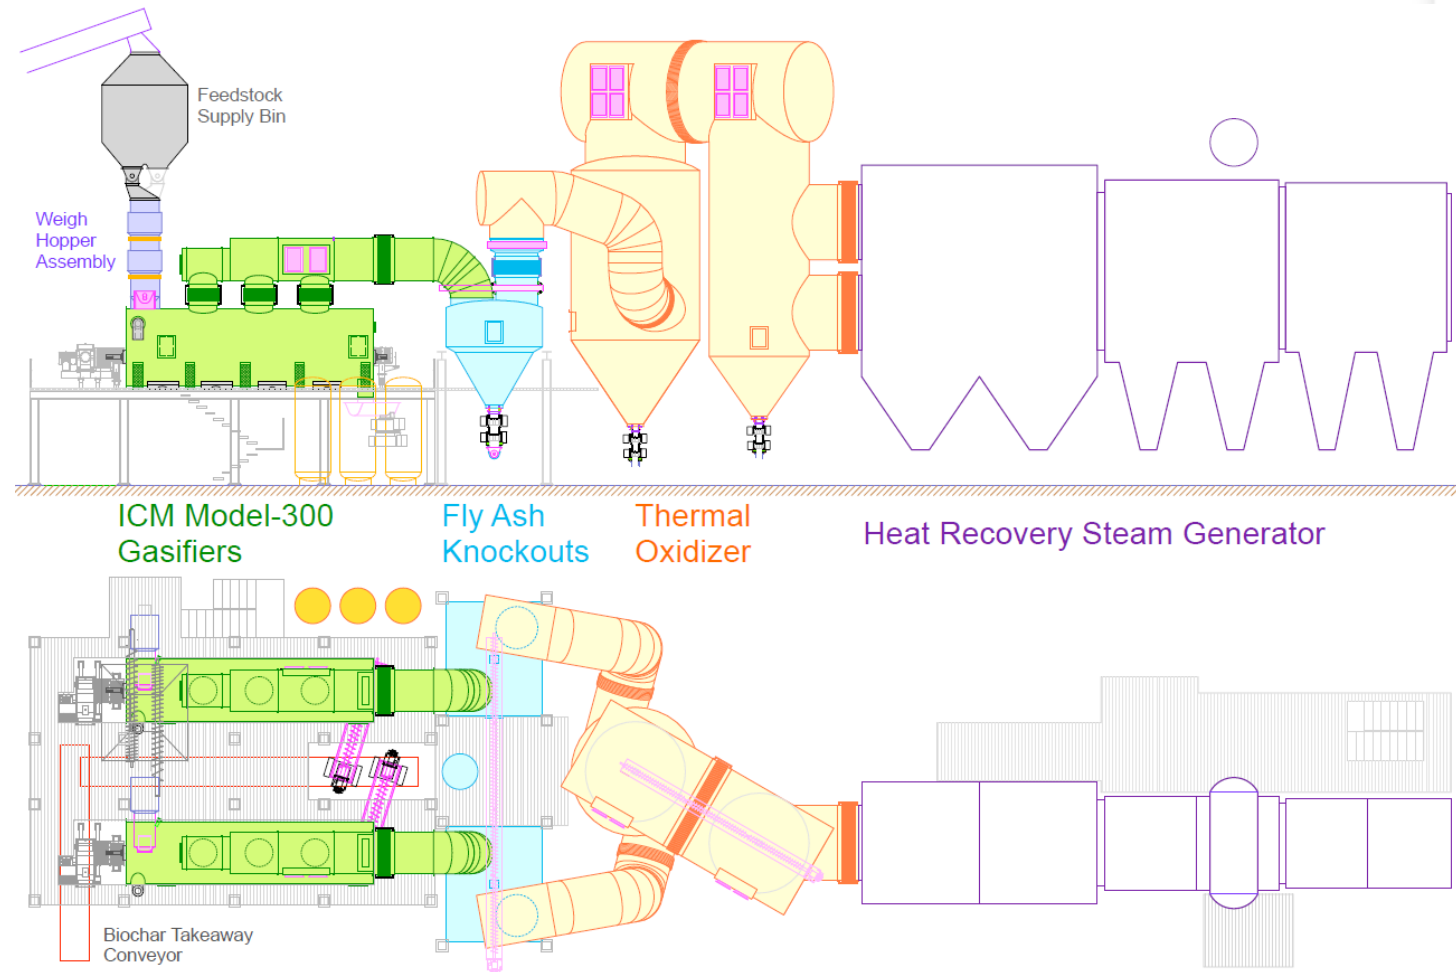 Feedstock
Supply Bin
Weigh
Hopper
Assembly
ICM Model-300
Gasifiers
Fly Ash
Knockouts
Thermal
Oxidizer
Heat Recovery Steam Generator
Biochar Takeaway
Conveyor